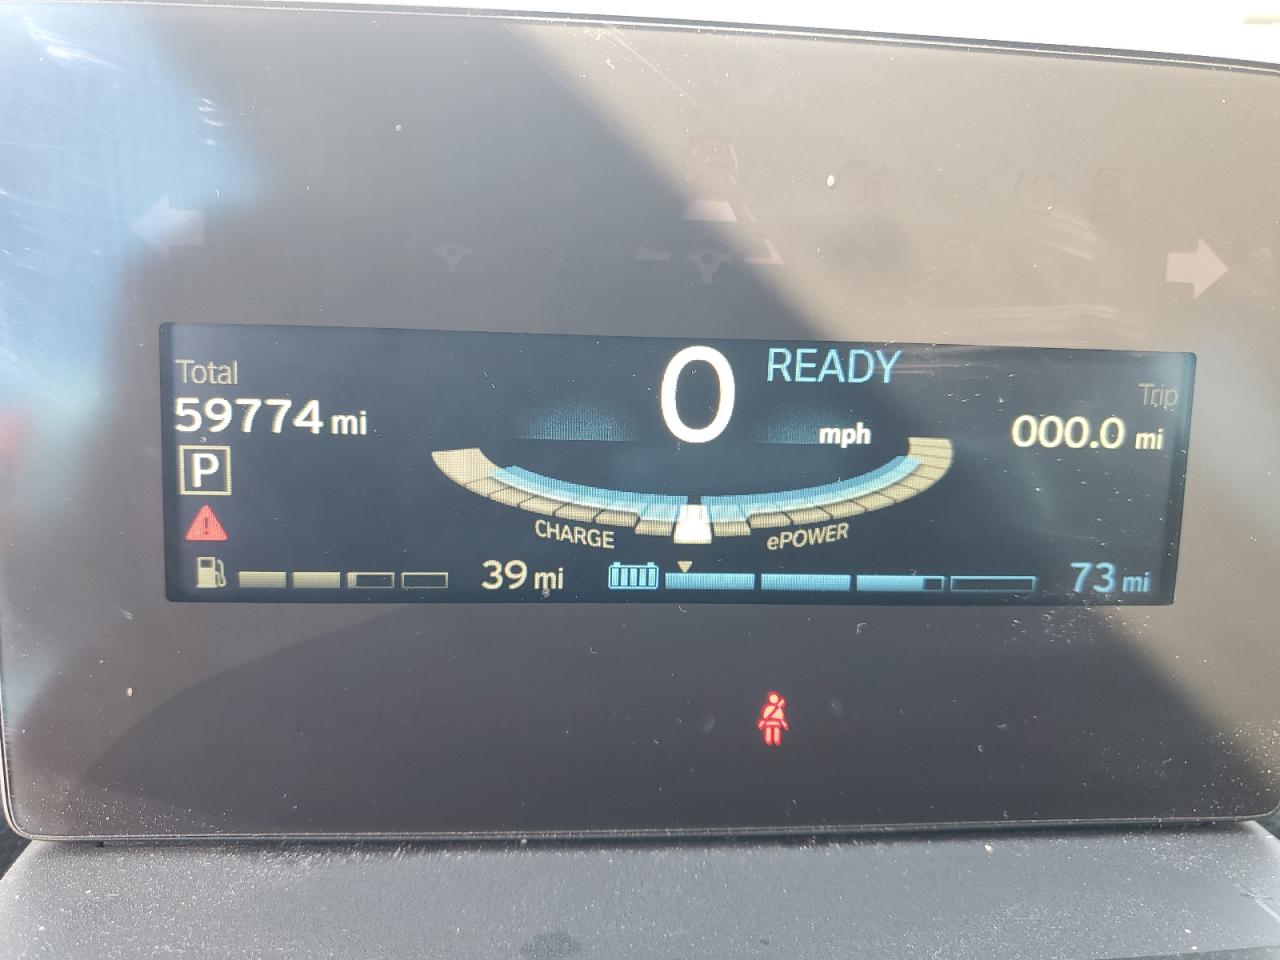 Total
59774 mi
P
0
READY
mph
Trip
000.0 mi
CHARGE
ePOWER
39 mi
73 mi